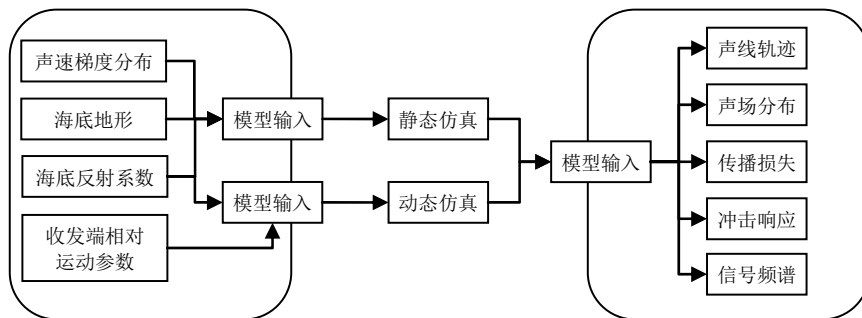 声速梯度分布
海底地形
海底反射系数
收发端相对
运动参数
模型输入
模型输入
静态仿真
动态仿真
模型输入
声线轨迹
声场分布
传播损失
冲击响应
信号频谱